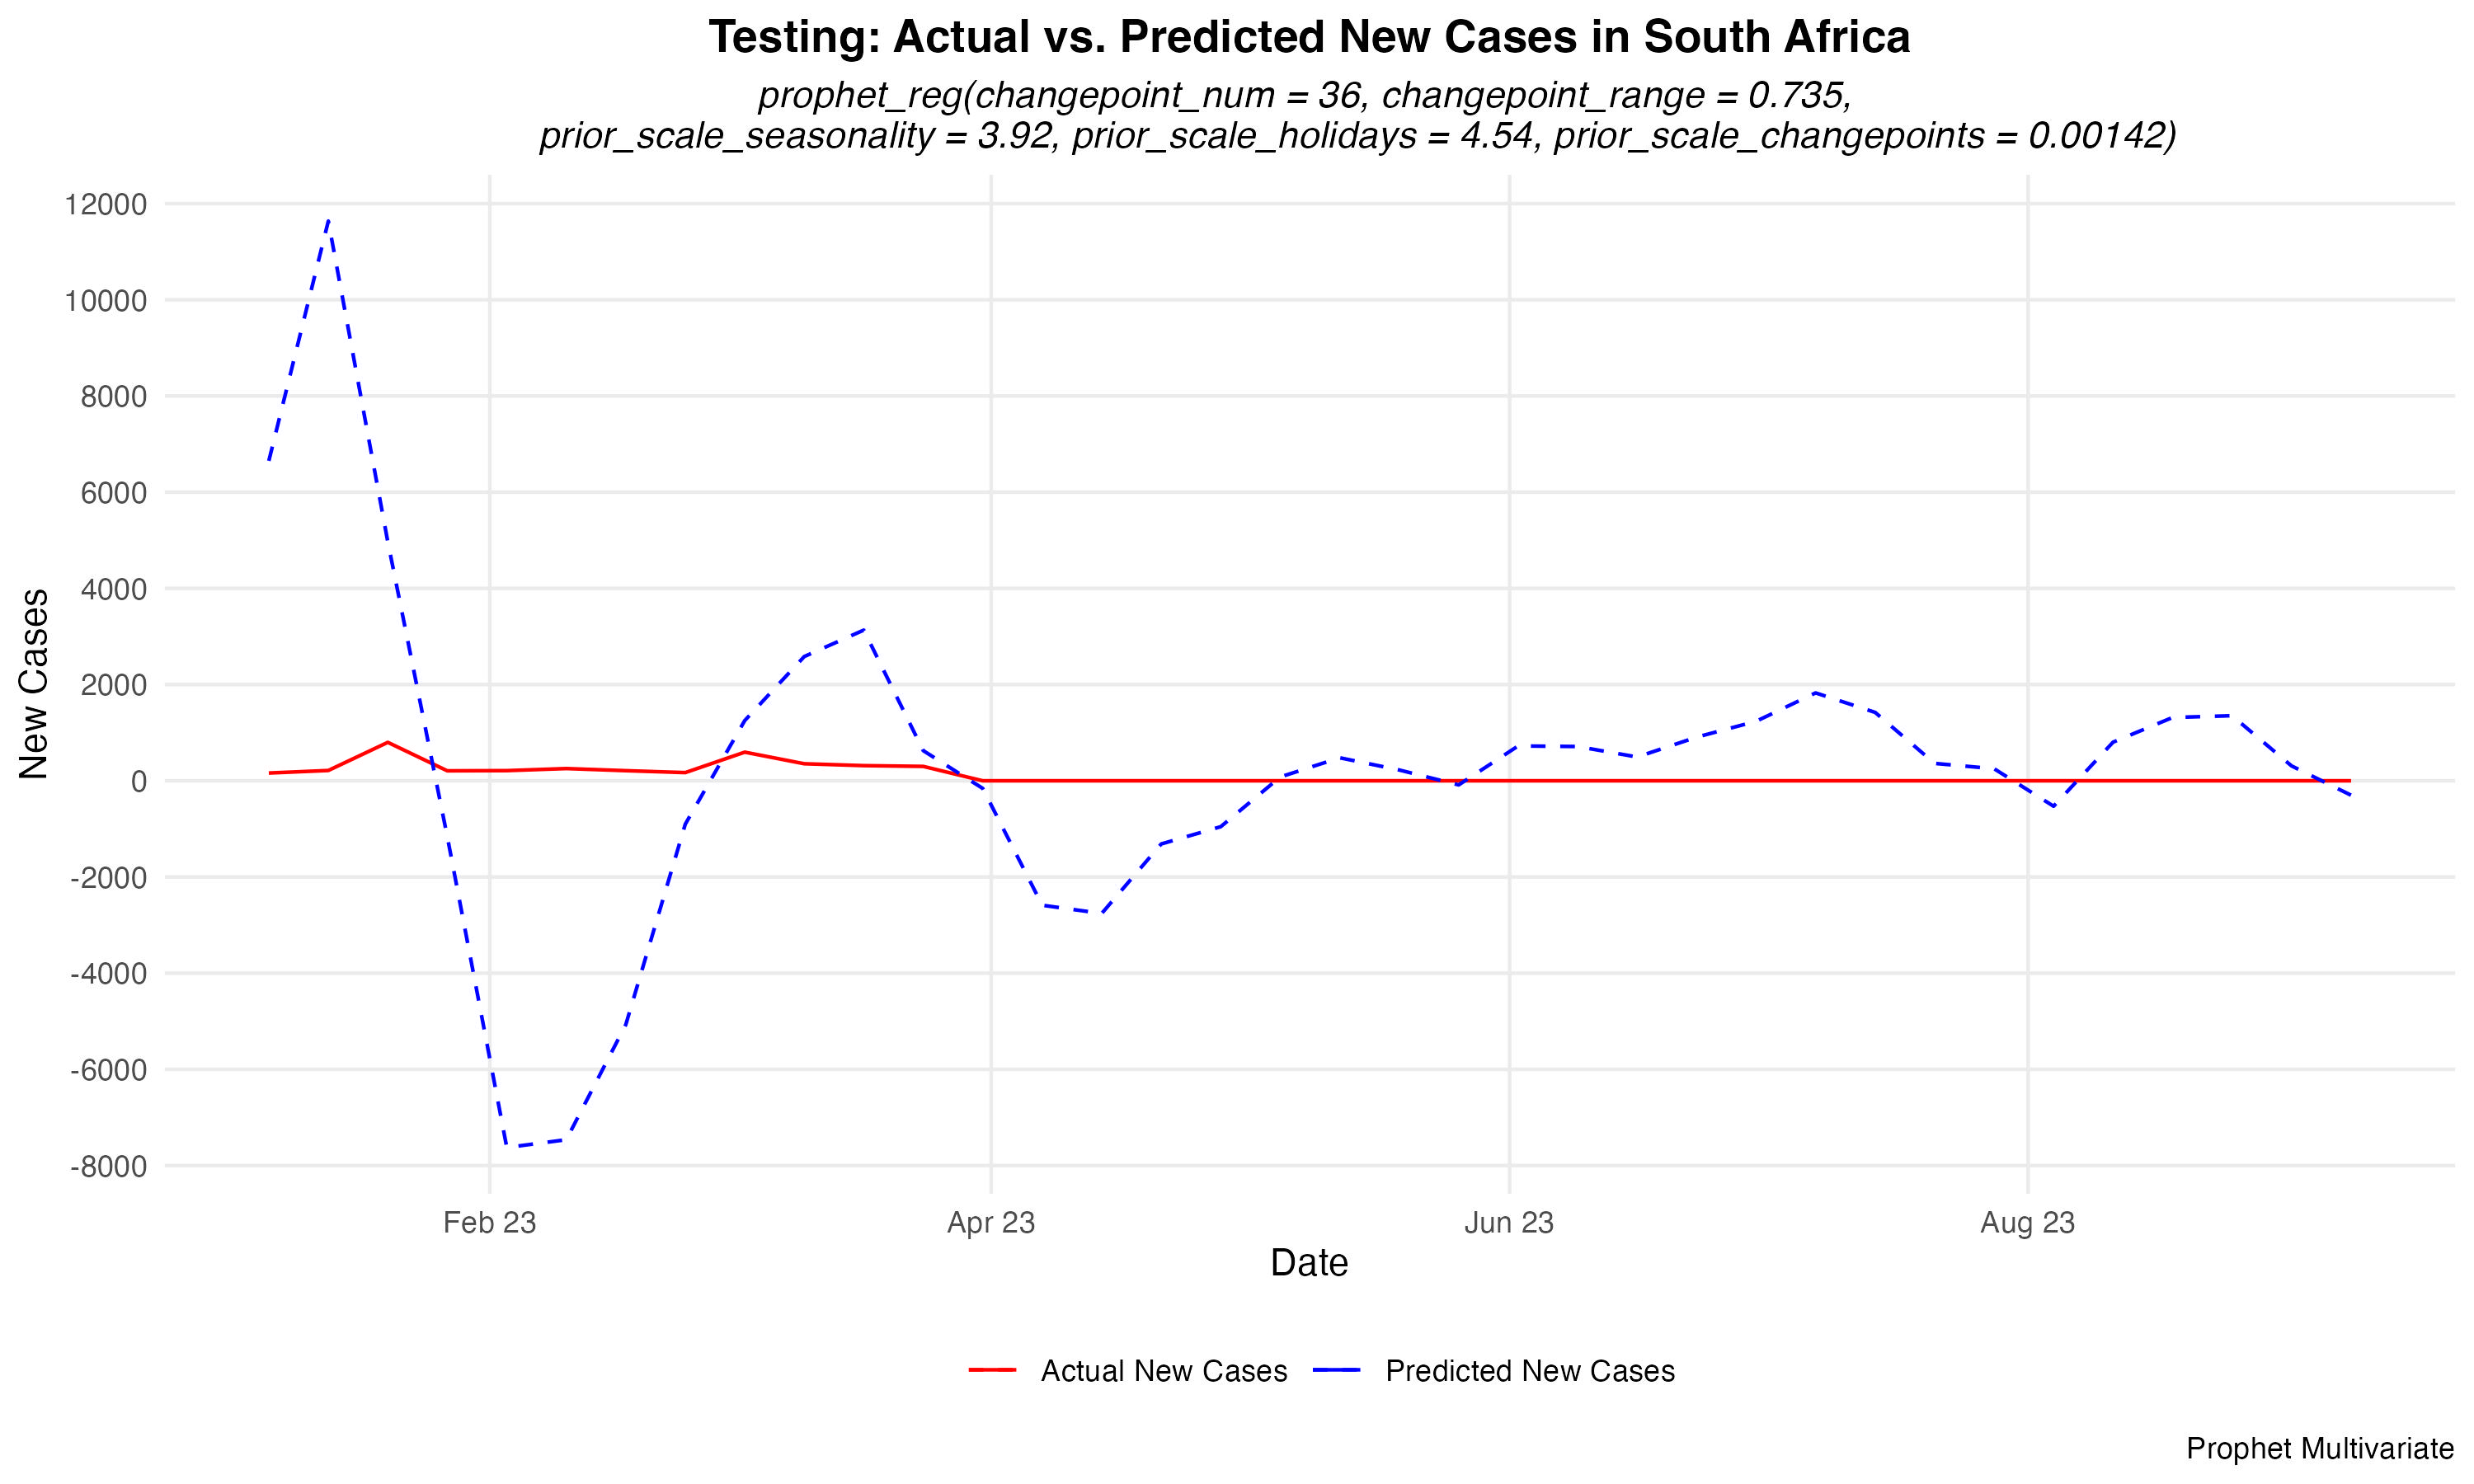 Testing: Actual vs. Predicted New Cases in South Africa
prophet_reg(changepoint_num = 36, changepoint_range = 0.735,
prior_scale_seasonality = 3.92, prior_scale_holidays = 4.54, prior_scale_changepoints = 0.00142)
12000
10000
8000
6000
4000
2000
0
-2000
-4000
-6000
-8000
New Cases
Feb 23
Apr 23
Jun 23
Aug 23
Date
Actual New Cases
Predicted New Cases
Prophet Multivariate